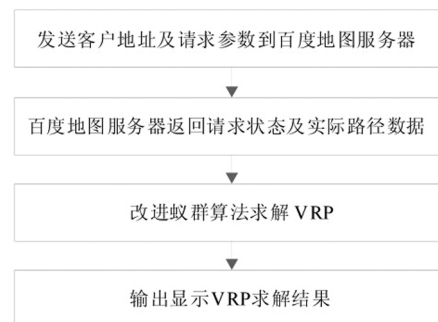 发送客户地址及请求参数到百度地图服务器
百度地图服务器返回请求状态及实际路径数据
改进蚁群算法求解 VRP
输出显示VRP求解结果